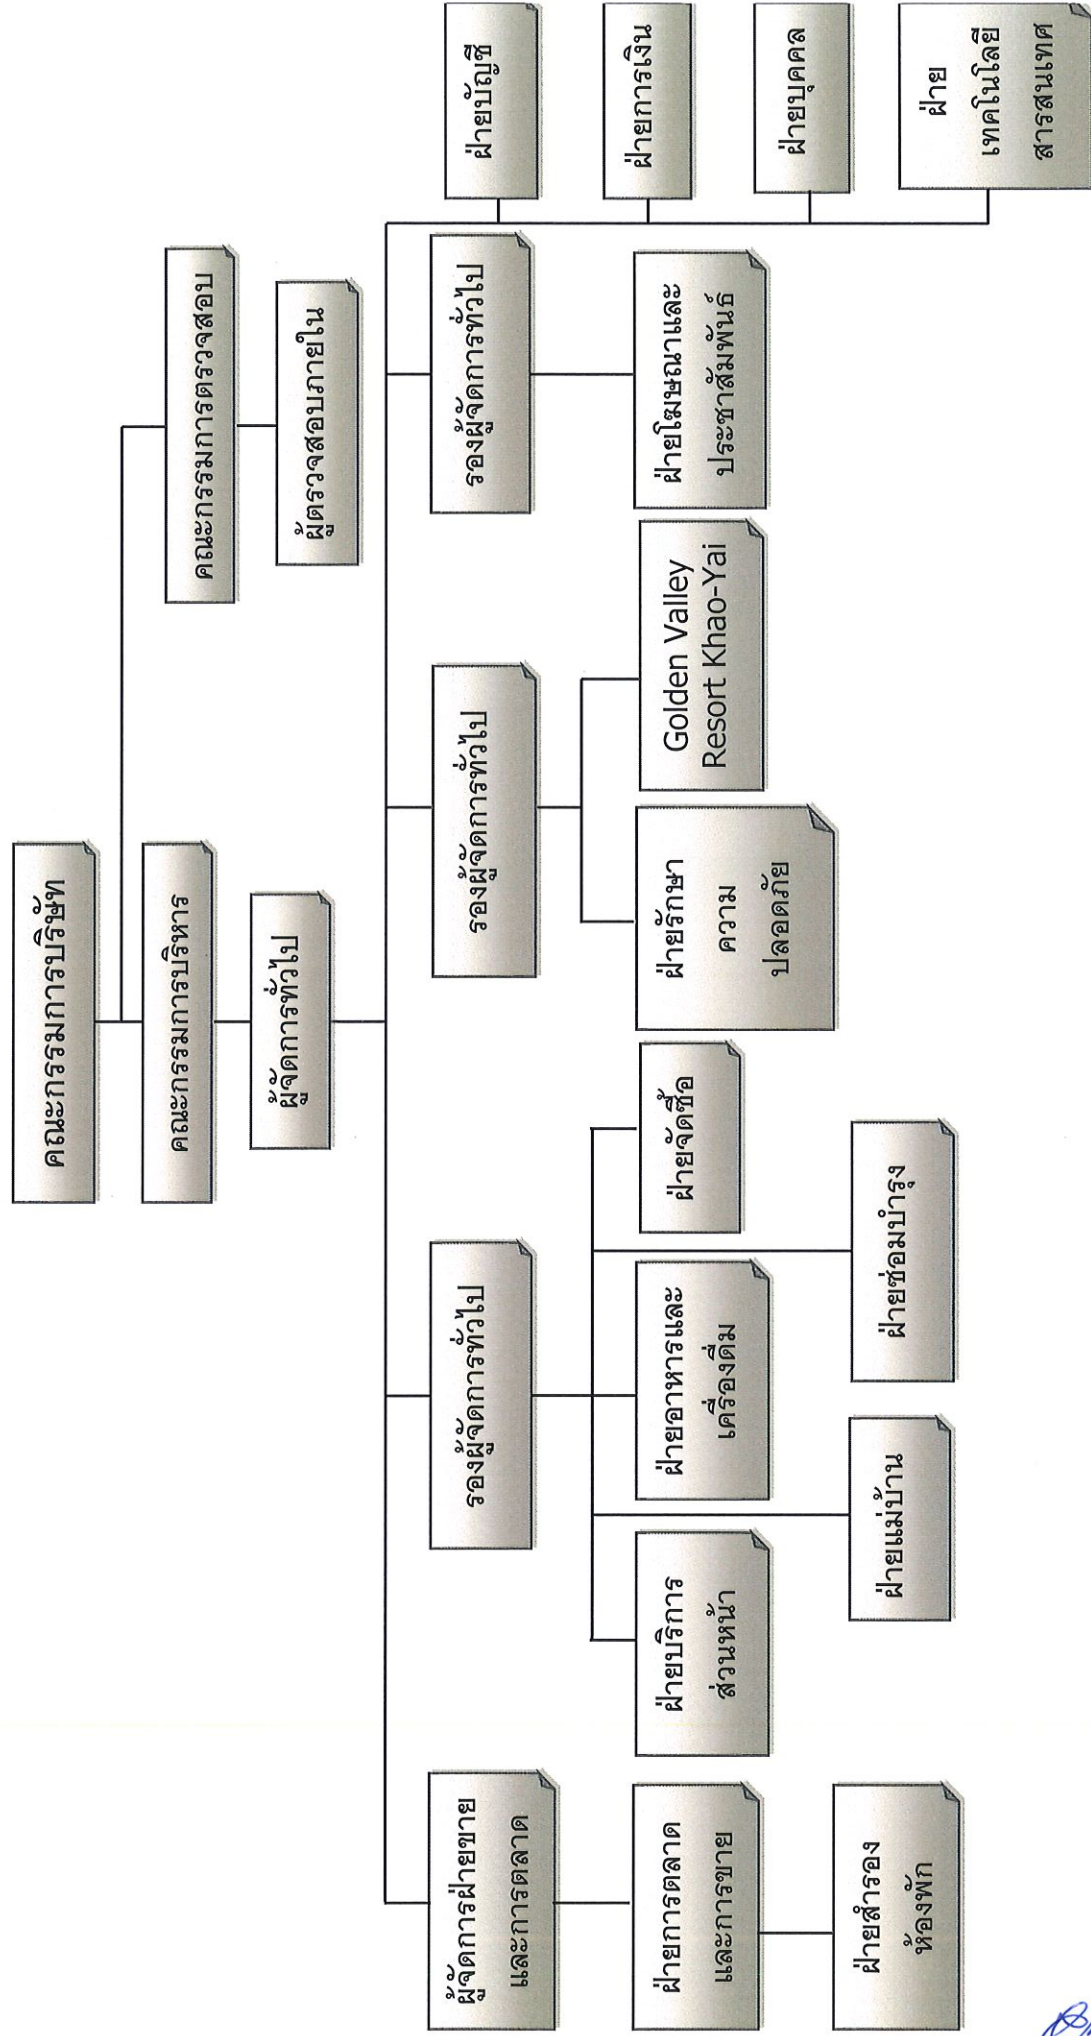 คณะกรรมการบริษัท
คณะกรรมการตรวจสอบ
คณะกรรมการบริหาร
ผู้ตรวจสอบภายใน
ผู้จัดการทั่วไป
ผู้จัดการฝ่ายขาย
และการตลาด
รองผู้จัดการทั่วไป
รองผู้จัดการทั่วไป
รองผู้จัดการทั่วไป
ฝ่ายบัญชี
ฝ่ายการเงิน
ฝ่ายบุคคล
ฝ่าย
เทคโนโลยี
สารสนเทศ
ฝ่ายการตลาด
และการขาย
ฝ่ายบริการ
ส่วนหน้า
ฝ่ายอาหารและ
เครื่องดื่ม
ฝ่ายจัดซื้อ
ฝ่ายรักษา
ความ
ปลอดภัย
Golden Valley
Resort Khao-Yai
ฝ่ายโฆษณาและ
ประชาสัมพันธ์
ฝ่ายสำรอง
ห้องพัก
ฝ่ายแม่บ้าน
ฝ่ายซ่อมบำรุง